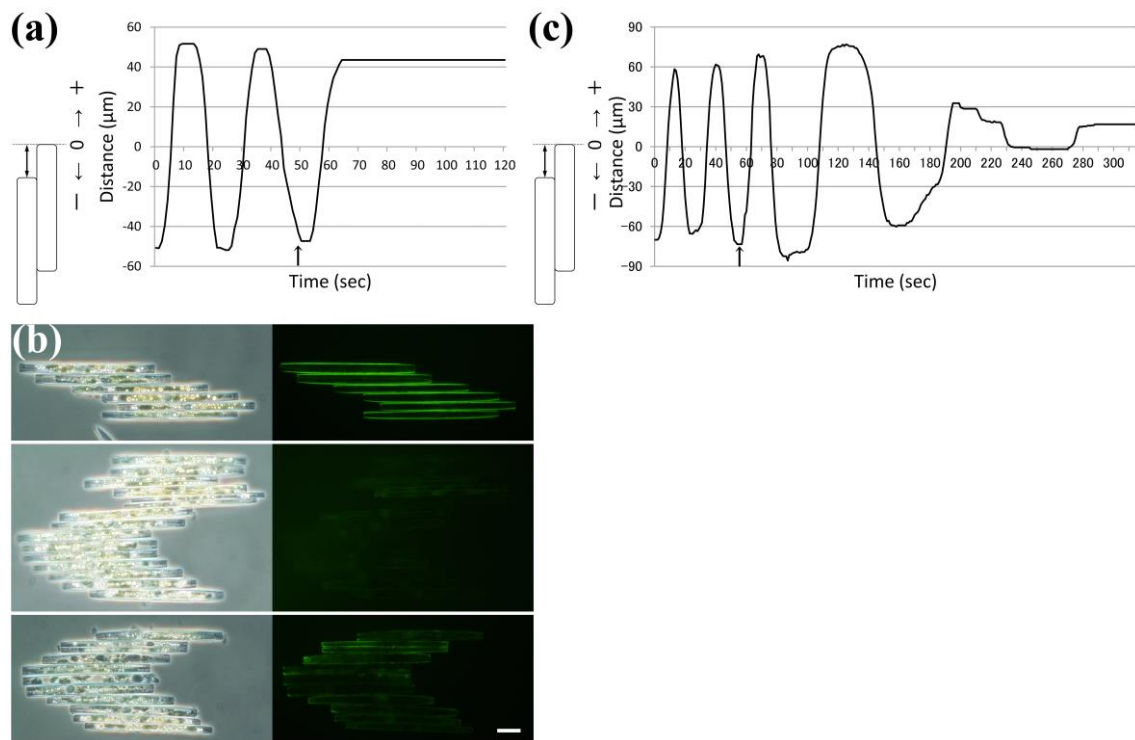 (a)
60
40
20
0
−20
−40
−60
0 10 20 30 40 50 60 70 80 90 100 110 120
Distance (μm)
— ← 0 → +
Time (sec)
(c)
90
60
30
0
−30
−60
−90
0 20 40 60 80 100 120 140 160 180 200 220 240 260 280 300
Distance (μm)
— ← 0 → +
Time (sec)
(b)